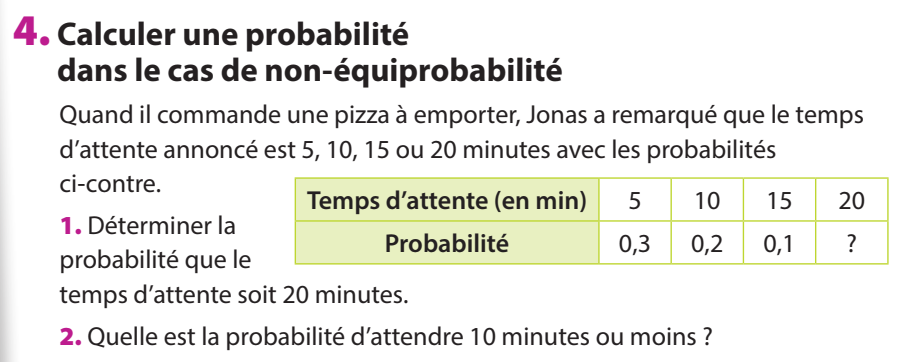 4. Calculer une probabilité
dans le cas de non-équiprobabilité
Quand il commande une pizza à emporter, Jonas a remarqué que le temps
d'attente annoncé est 5, 10, 15 ou 20 minutes avec les probabilités
ci-contre.
Temps d'attente (en min) 5 10 15 20
Probabilité 0,3 0,2 0,1 ?
1. Déterminer la
probabilité que le
temps d'attente soit 20 minutes.
2. Quelle est la probabilité d'attendre 10 minutes ou moins ?